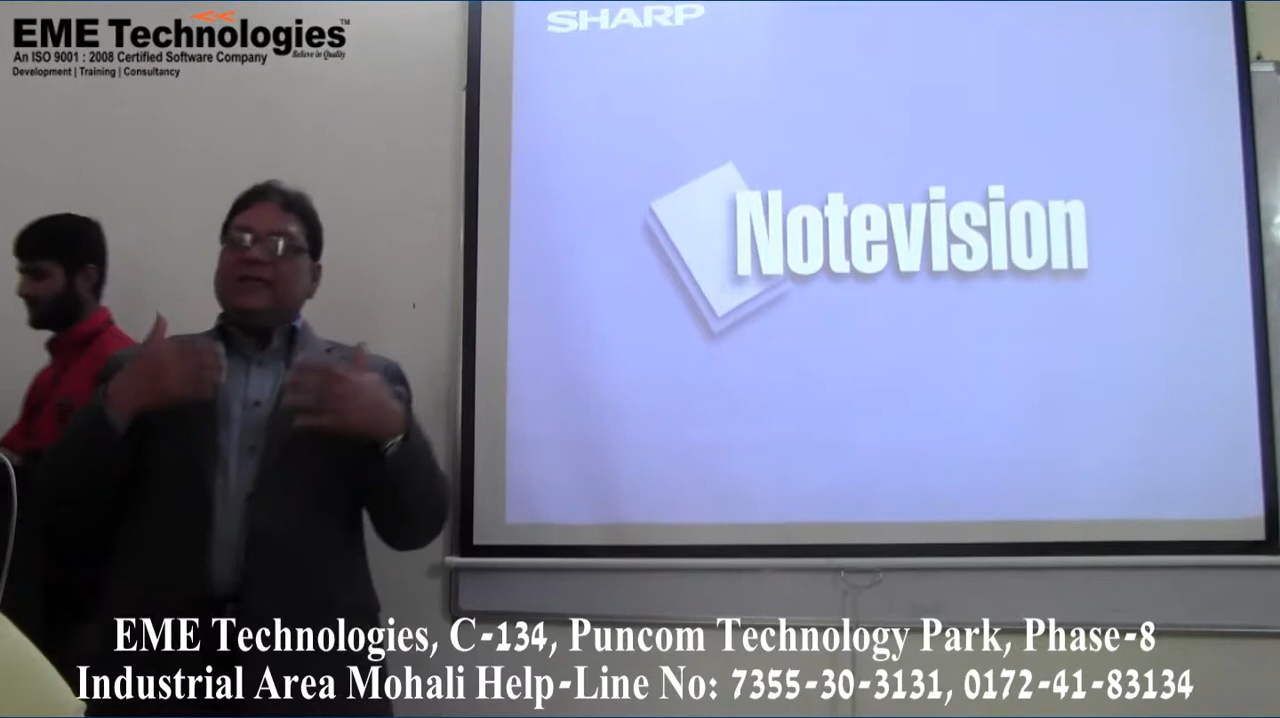 EME Technologies™
An ISO 9001 : 2008 Certified Software Company
Believe in Quality
Development | Training | Consultancy
SHARP
Notevision
EME Technologies, C-134, Puncom Technology Park, Phase-8
Industrial Area Mohali Help-Line No: 7355-30-3131, 0172-41-83134